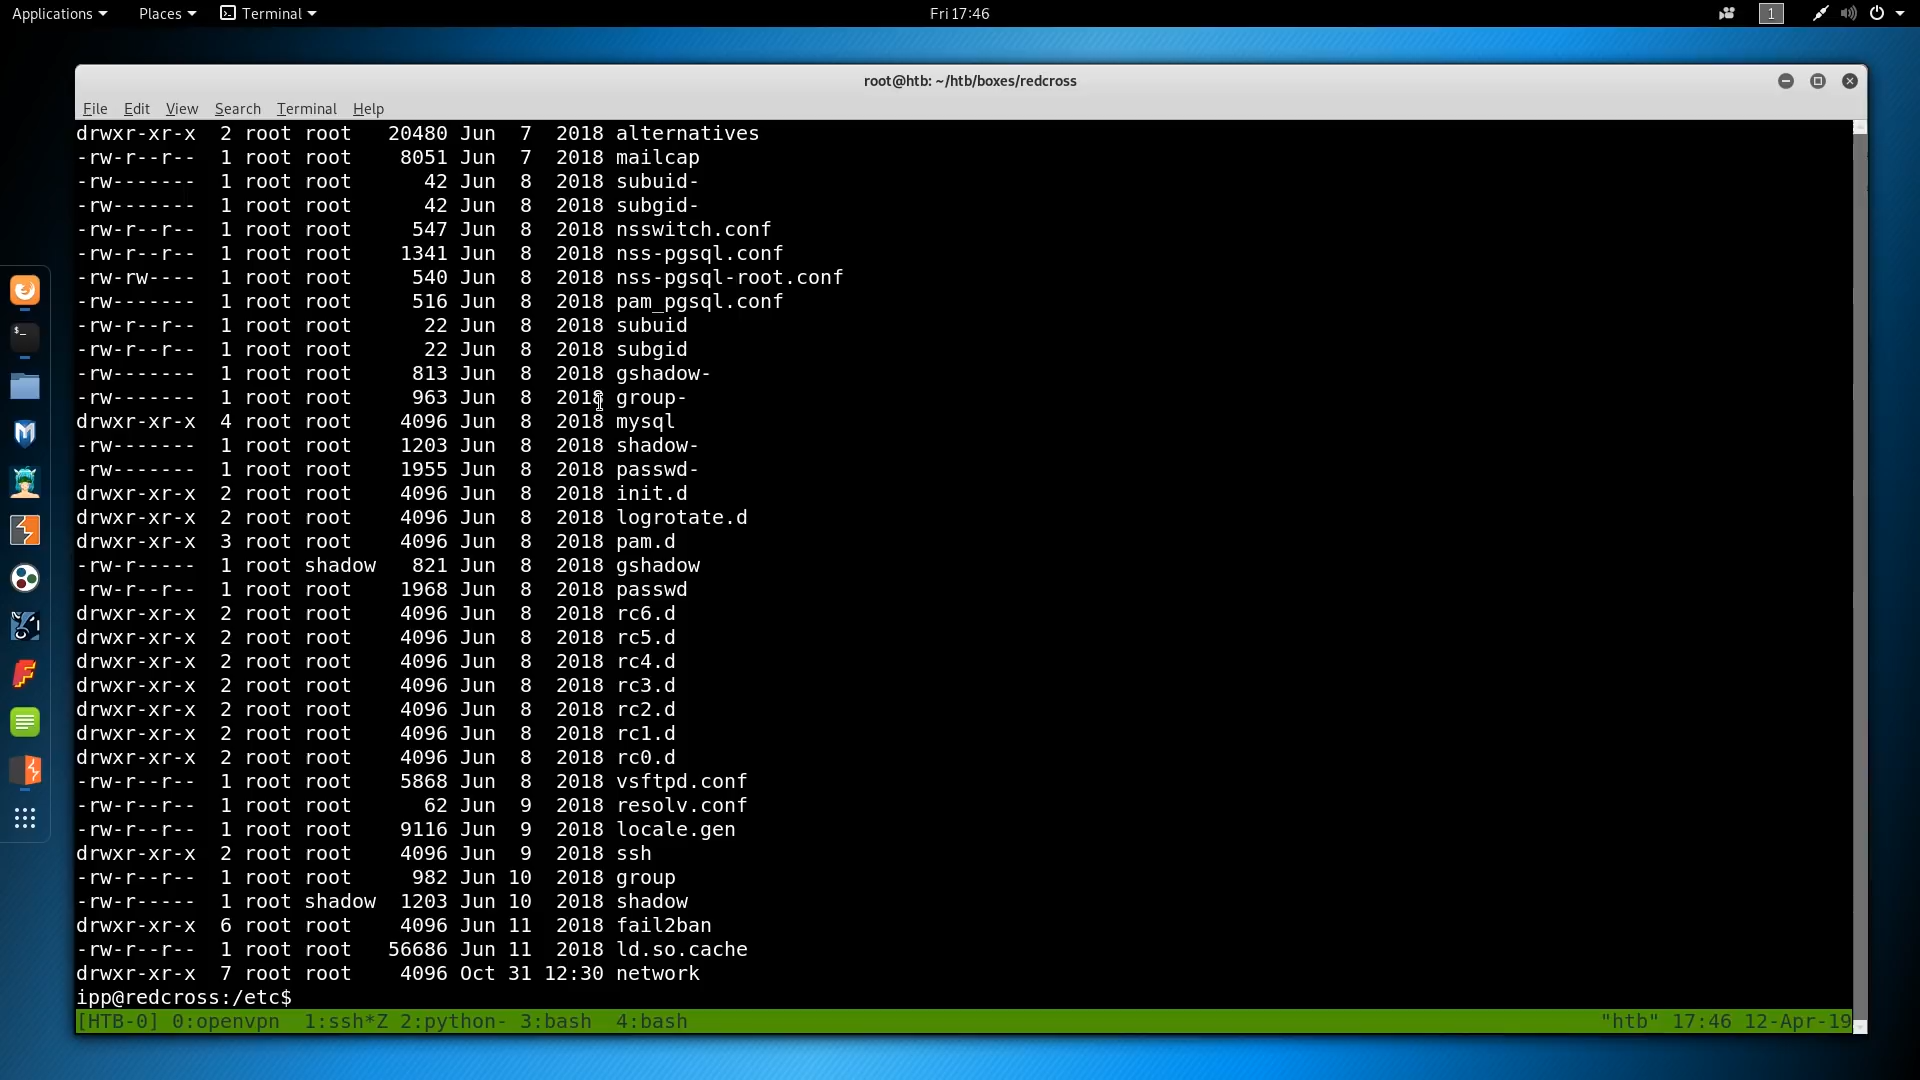 Applications Places Terminal Fri 17:46 1
root@htb: ~/htb/boxes/redcross
File Edit View Search Terminal Help
drwxr-xr-x  2 root root   20480 Jun  7  2018 alternatives
-rw-r--r--  1 root root    8051 Jun  7  2018 mailcap
-rw-------  1 root root      42 Jun  8  2018 subuid-
-rw-------  1 root root      42 Jun  8  2018 subgid-
-rw-r--r--  1 root root     547 Jun  8  2018 nsswitch.conf
-rw-r--r--  1 root root    1341 Jun  8  2018 nss-pgsql.conf
-rw-rw----  1 root root     540 Jun  8  2018 nss-pgsql-root.conf
-rw-------  1 root root     516 Jun  8  2018 pam_pgsql.conf
-rw-r--r--  1 root root      22 Jun  8  2018 subuid
-rw-r--r--  1 root root      22 Jun  8  2018 subgid
-rw-------  1 root root     813 Jun  8  2018 gshadow-
-rw-------  1 root root     963 Jun  8  2018 group-
drwxr-xr-x  4 root root    4096 Jun  8  2018 mysql
-rw-------  1 root root    1203 Jun  8  2018 shadow-
-rw-------  1 root root    1955 Jun  8  2018 passwd-
drwxr-xr-x  2 root root    4096 Jun  8  2018 init.d
drwxr-xr-x  2 root root    4096 Jun  8  2018 logrotate.d
drwxr-xr-x  3 root root    4096 Jun  8  2018 pam.d
-rw-r-----  1 root shadow   821 Jun  8  2018 gshadow
-rw-r--r--  1 root root    1968 Jun  8  2018 passwd
drwxr-xr-x  2 root root    4096 Jun  8  2018 rc6.d
drwxr-xr-x  2 root root    4096 Jun  8  2018 rc5.d
drwxr-xr-x  2 root root    4096 Jun  8  2018 rc4.d
drwxr-xr-x  2 root root    4096 Jun  8  2018 rc3.d
drwxr-xr-x  2 root root    4096 Jun  8  2018 rc2.d
drwxr-xr-x  2 root root    4096 Jun  8  2018 rc1.d
drwxr-xr-x  2 root root    4096 Jun  8  2018 rc0.d
-rw-r--r--  1 root root    5868 Jun  8  2018 vsftpd.conf
-rw-r--r--  1 root root      62 Jun  9  2018 resolv.conf
-rw-r--r--  1 root root    9116 Jun  9  2018 locale.gen
drwxr-xr-x  2 root root    4096 Jun  9  2018 ssh
-rw-r--r--  1 root root     982 Jun 10  2018 group
-rw-r-----  1 root shadow  1203 Jun 10  2018 shadow
drwxr-xr-x  6 root root    4096 Jun 11  2018 fail2ban
-rw-r--r--  1 root root   56686 Jun 11  2018 ld.so.cache
drwxr-xr-x  7 root root    4096 Oct 31 12:30 network
ipp@redcross:/etc$
[HTB-0] 0:openvpn  1:ssh*Z 2:python- 3:bash  4:bash "htb" 17:46 12-Apr-19